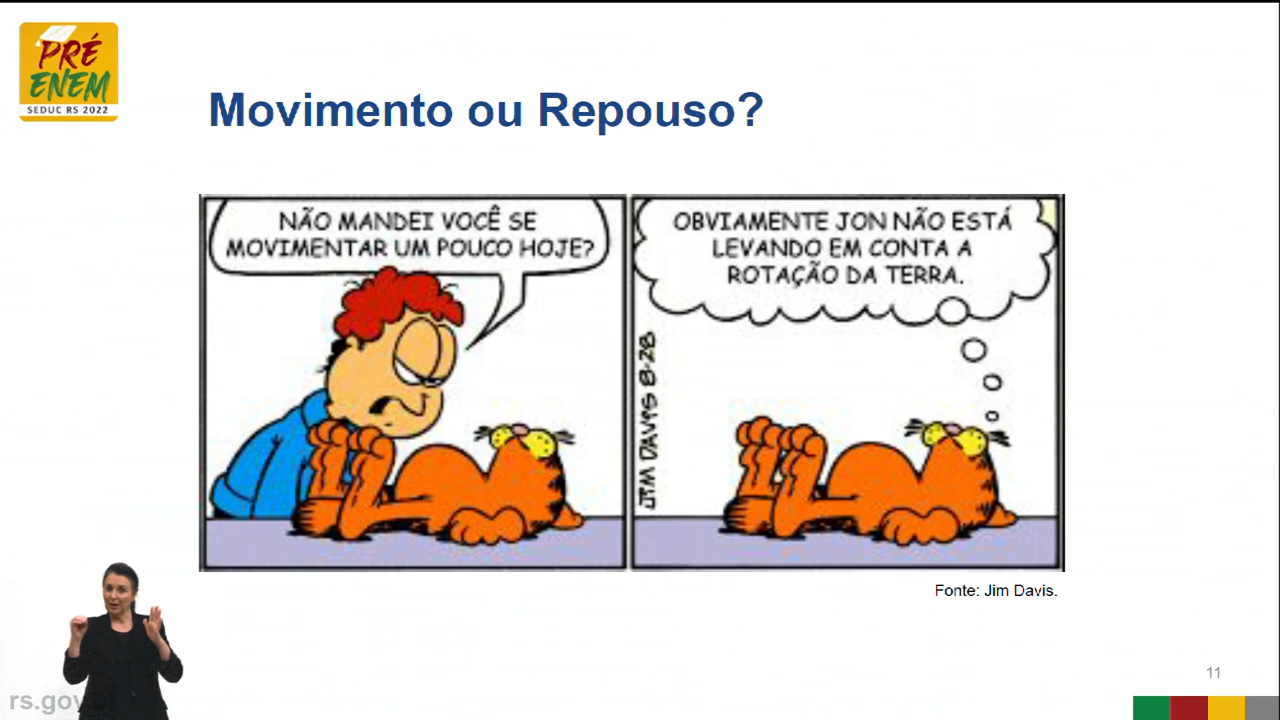 PRÉ
ENEM
SEDUC RS 2022
Movimento ou Repouso?
NÃO MANDEI VOCÊ SE
MOVIMENTAR UM POUCO HOJE?
OBVIAMENTE JON NÃO ESTÁ
LEVANDO EM CONTA A
ROTAÇÃO DA TERRA.
JIM DAVIS 8-28
Fonte: Jim Davis.
11
rs.gov